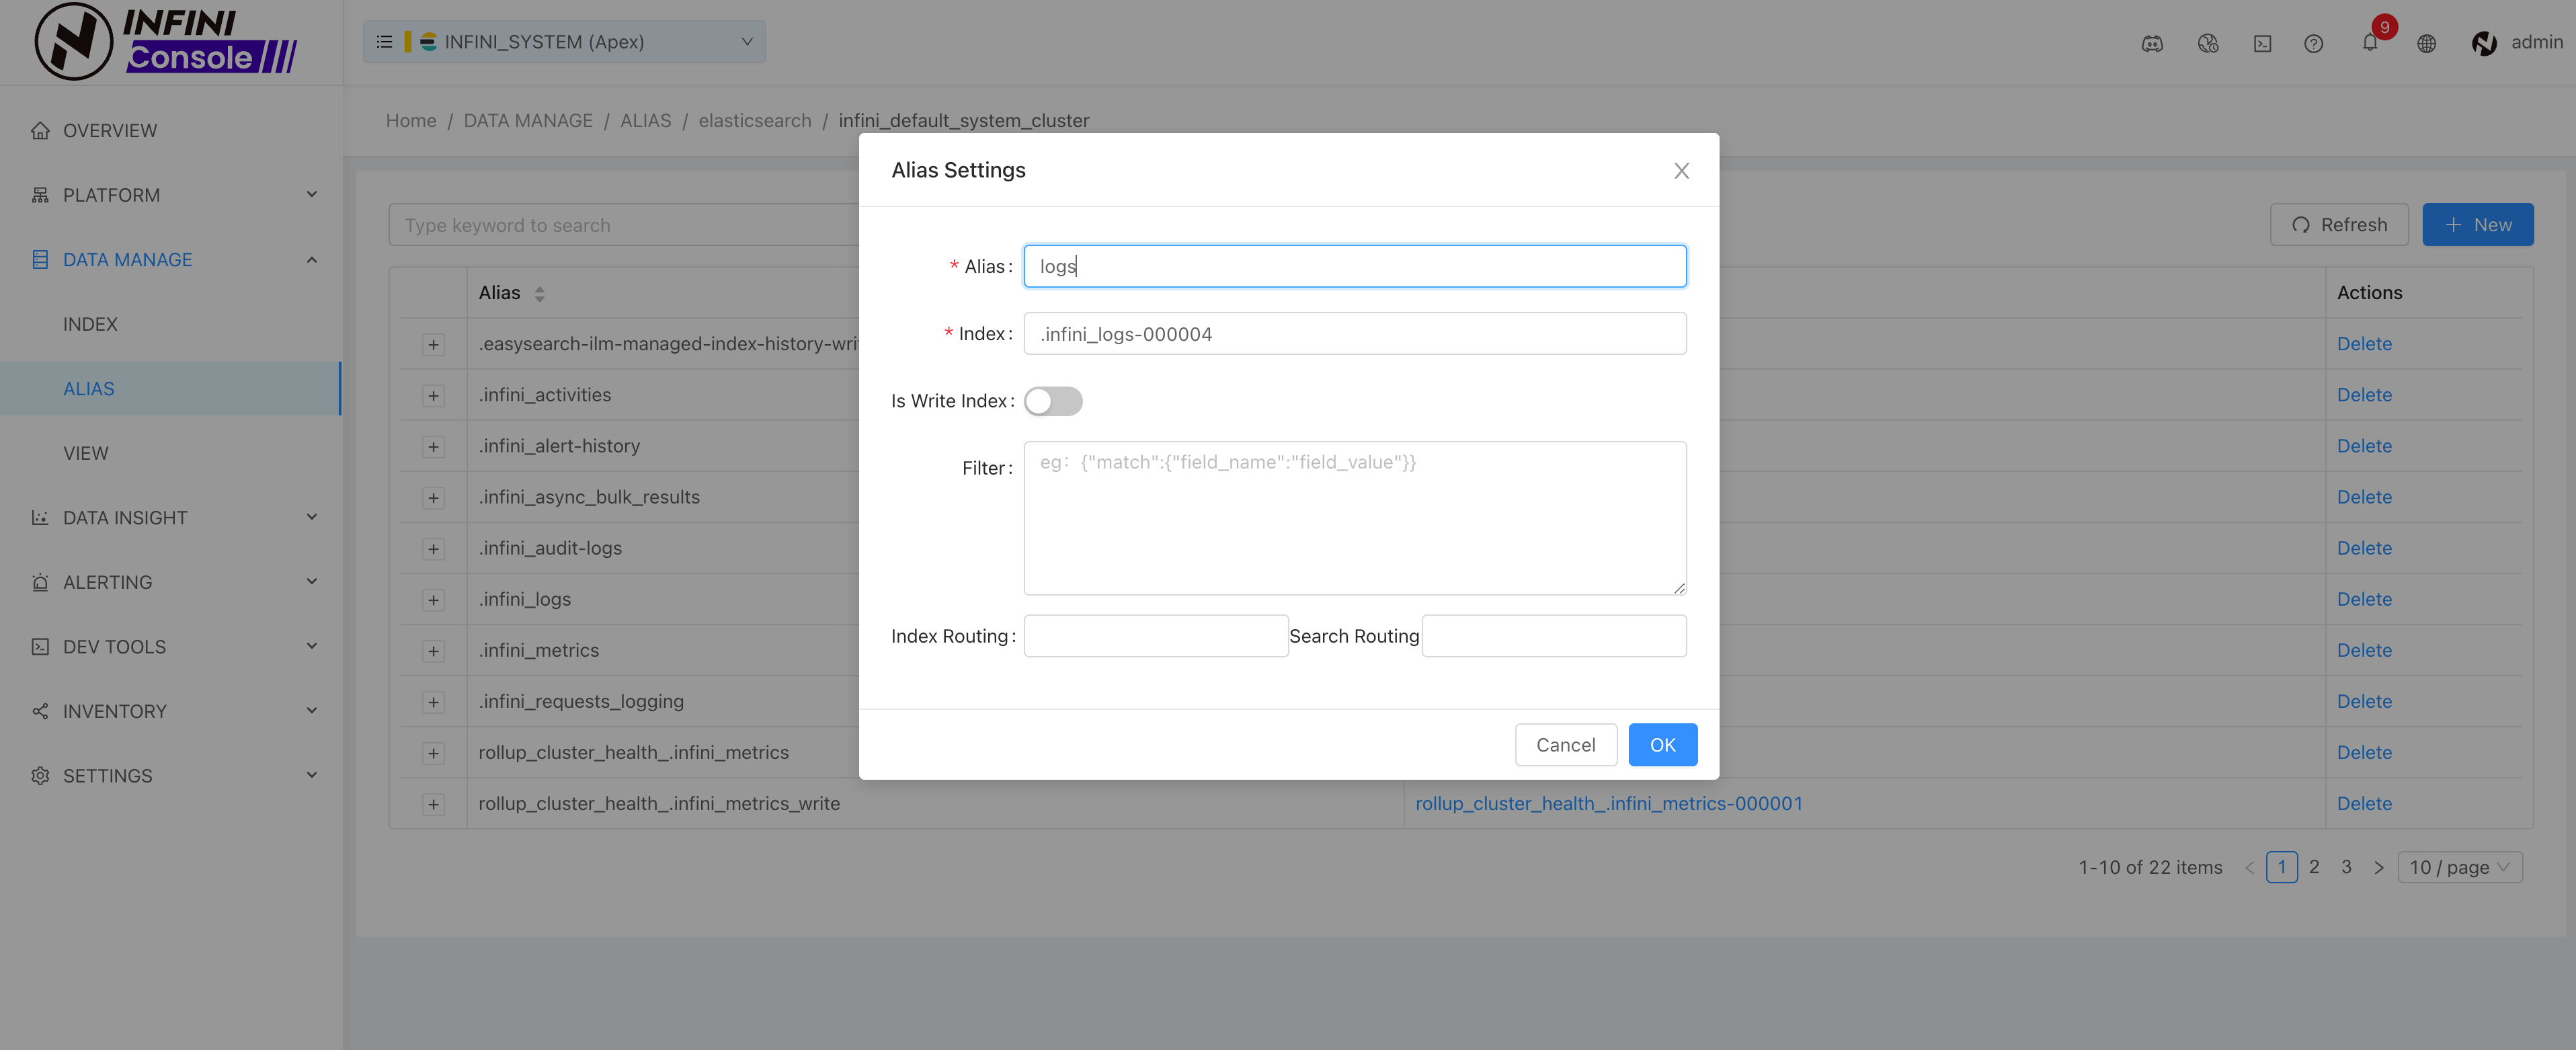 INFINI
Console
INFINI_SYSTEM (Apex)
9
admin
OVERVIEW
PLATFORM
DATA MANAGE
INDEX
ALIAS
VIEW
DATA INSIGHT
ALERTING
DEV TOOLS
INVENTORY
SETTINGS
Home / DATA MANAGE / ALIAS / elasticsearch / infini_default_system_cluster
Type keyword to search
Refresh
+ New
Alias
Actions
.easysearch-ilm-managed-index-history-wri
Delete
.infini_activities
Delete
.infini_alert-history
Delete
.infini_async_bulk_results
Delete
.infini_audit-logs
Delete
.infini_logs
Delete
.infini_metrics
Delete
.infini_requests_logging
Delete
rollup_cluster_health_.infini_metrics
Delete
rollup_cluster_health_.infini_metrics_write
rollup_cluster_health_.infini_metrics-000001
Delete
1-10 of 22 items < 1 2 3 > 10 / page
Alias Settings
* Alias: logs
* Index: .infini_logs-000004
Is Write Index:
Filter: eg: {"match":{"field_name":"field_value"}}
Index Routing: Search Routing
Cancel OK